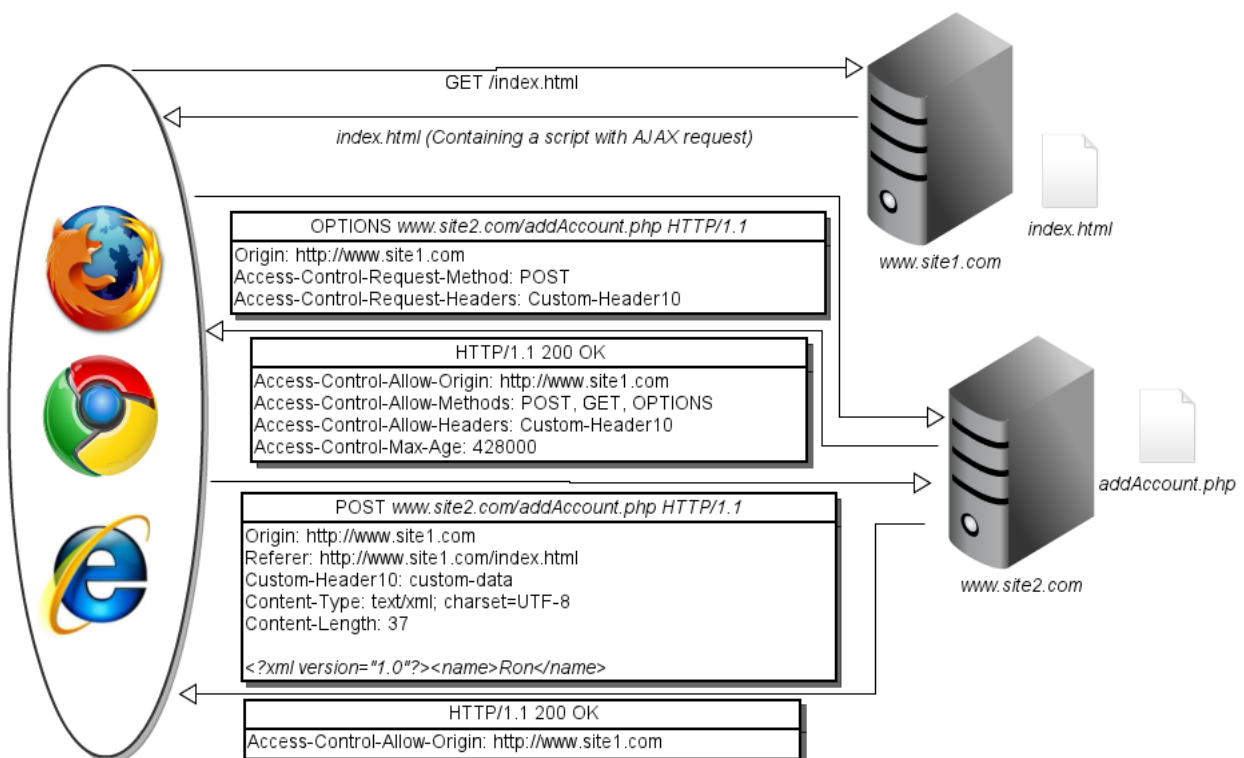 GET /index.html
index.html (Containing a script with AJAX request)
index.html
www.site1.com
OPTIONS www.site2.com/addAccount.php HTTP/1.1
Origin: http://www.site1.com
Access-Control-Request-Method: POST
Access-Control-Request-Headers: Custom-Header10
HTTP/1.1 200 OK
Access-Control-Allow-Origin: http://www.site1.com
Access-Control-Allow-Methods: POST, GET, OPTIONS
Access-Control-Allow-Headers: Custom-Header10
Access-Control-Max-Age: 428000
addAccount.php
www.site2.com
POST www.site2.com/addAccount.php HTTP/1.1
Origin: http://www.site1.com
Referer: http://www.site1.com/index.html
Custom-Header10: custom-data
Content-Type: text/xml; charset=UTF-8
Content-Length: 37
<?xml version="1.0"?><name>Ron</name>
HTTP/1.1 200 OK
Access-Control-Allow-Origin: http://www.site1.com